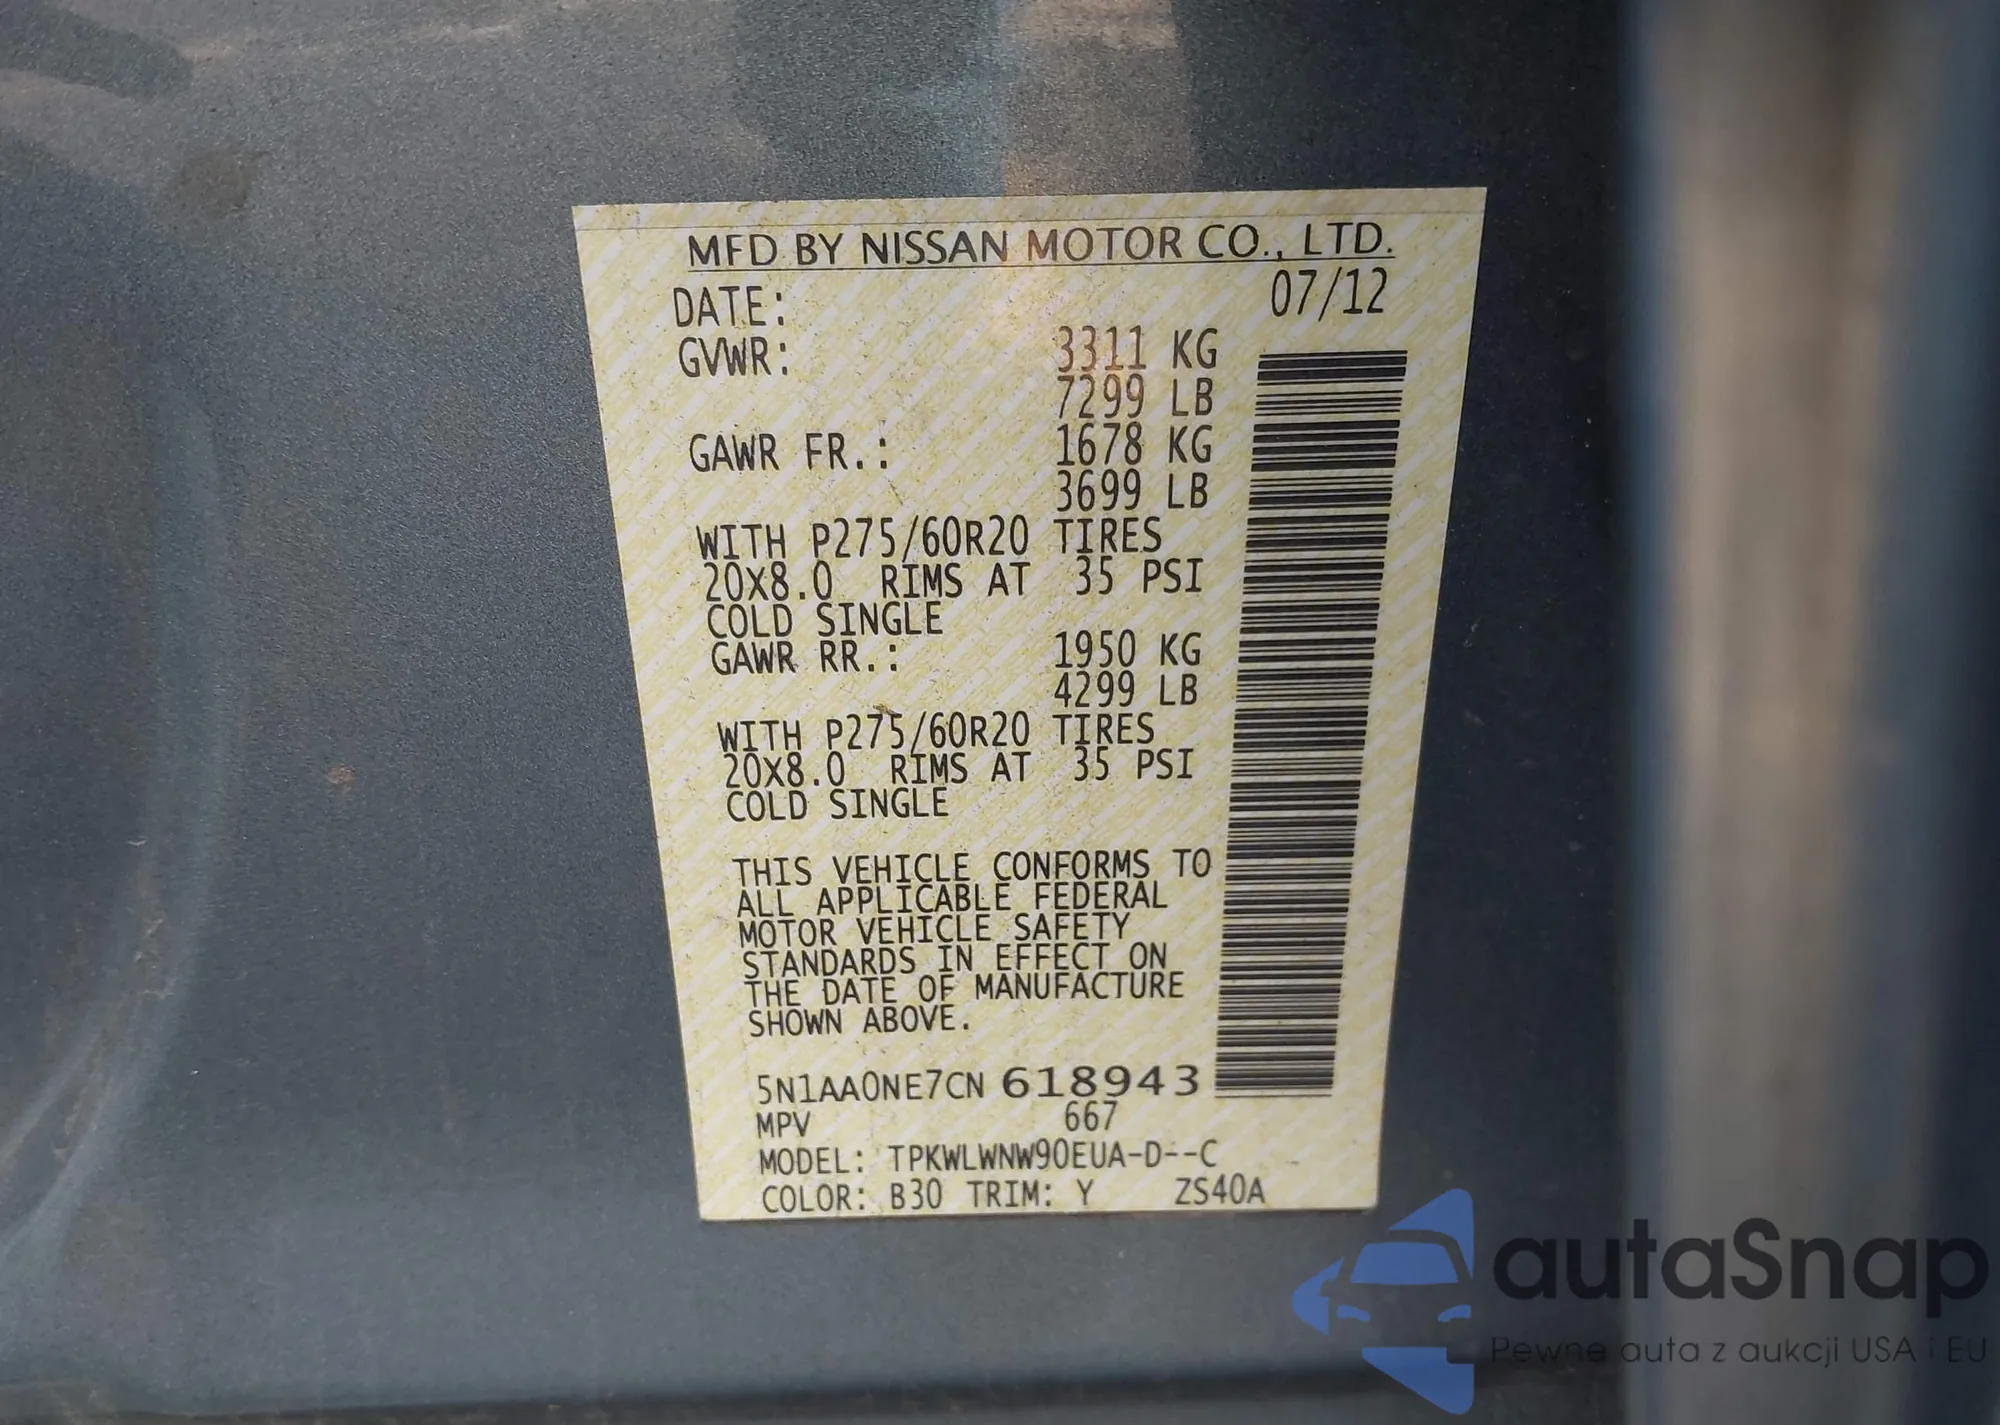 MFD BY NISSAN MOTOR CO., LTD.
DATE: 07/12
GVWR: 3311 KG
7299 LB
GAWR FR.: 1678 KG
3699 LB
WITH P275/60R20 TIRES
20X8.0 RIMS AT 35 PSI
COLD SINGLE
GAWR RR.: 1950 KG
4299 LB
WITH P275/60R20 TIRES
20X8.0 RIMS AT 35 PSI
COLD SINGLE
THIS VEHICLE CONFORMS TO
ALL APPLICABLE FEDERAL
MOTOR VEHICLE SAFETY
STANDARDS IN EFFECT ON
THE DATE OF MANUFACTURE
SHOWN ABOVE.
5N1AA0NE7CN 618943
MPV 667
MODEL: TPKWLWNW90EUA-D--C
COLOR: B30 TRIM: Y ZS40A
autaSnap
Pewne auta z aukcji USA i EU